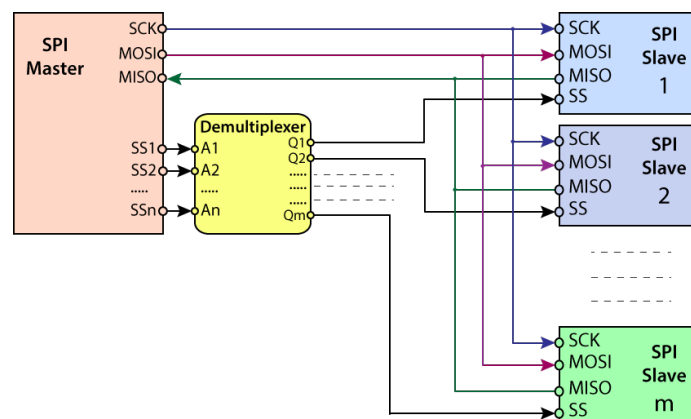 SPI
Master
SCK
MOSI
MISO
SS1
SS2
.....
SSn
Demultiplexer
A1
A2
.....
An
Q1
Q2
.....
.....
.....
Qm
SCK
MOSI
MISO
SS
SPI
Slave
1
SCK
MOSI
MISO
SS
SPI
Slave
2
SCK
MOSI
MISO
SS
SPI
Slave
m